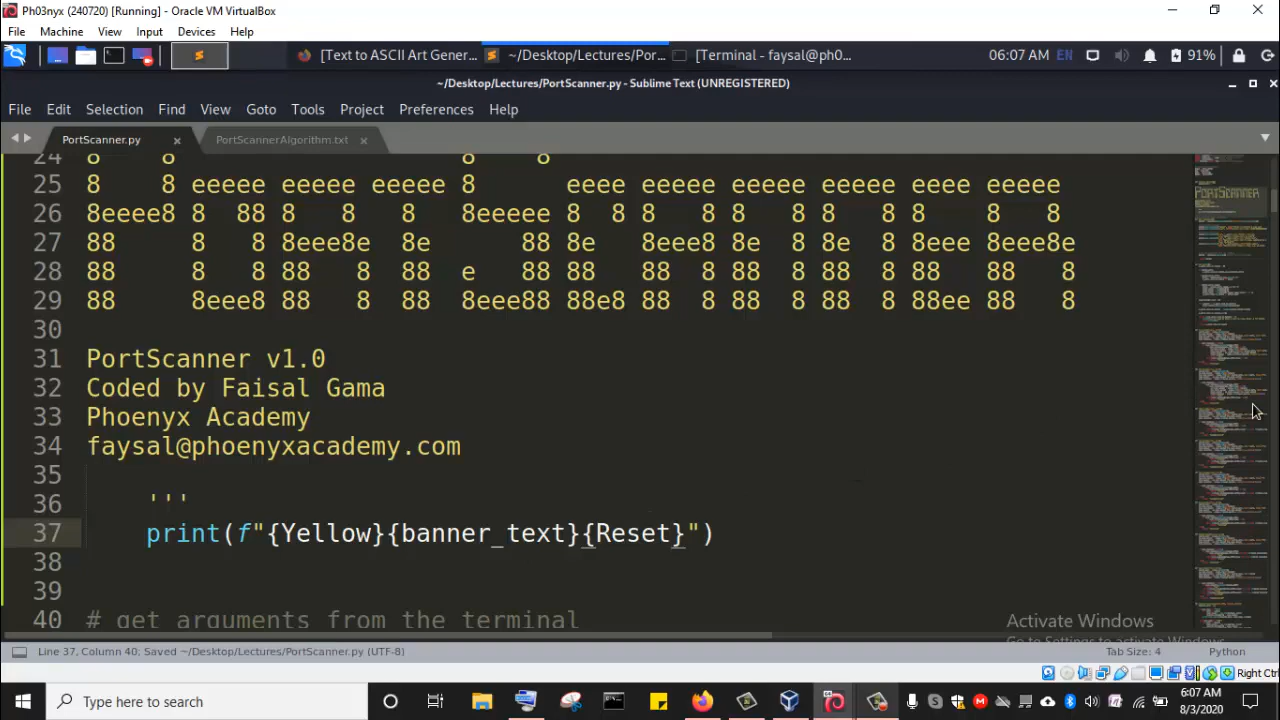 Ph03nyx (240720) [Running] - Oracle VM VirtualBox
File Machine View Input Devices Help
[Text to ASCII Art Gener... ~/Desktop/Lectures/Por... [Terminal - faysal@ph0... 06:07 AM EN 91%
~/Desktop/Lectures/PortScanner.py - Sublime Text (UNREGISTERED)
File Edit Selection Find View Goto Tools Project Preferences Help
PortScanner.py PortScannerAlgorithm.txt
24 8    8                   8    8
25 8    8 eeeee eeeee eeeee 8      eeee eeeee eeeee eeeee eeee eeeee
26 8eeee8 8  88 8   8   8   8eeeee 8  8 8   8 8   8 8   8 8    8   8
27 88     8   8 8eee8e  8e      88 8e   8eee8 8e  8 8e  8 8eee 8eee8e
28 88     8   8 88   8  88  e   88 88   88  8 88  8 88  8 88   88   8
29 88     8eee8 88   8  88  8eee88 88e8 88  8 88  8 88  8 88ee 88   8
30
31 PortScanner v1.0
32 Coded by Faisal Gama
33 Phoenyx Academy
34 faysal@phoenyxacademy.com
35
36 '''
37 print(f"{Yellow}{banner_text}{Reset}")
38
39
40 # get arguments from the terminal
Activate Windows
Go to Settings to activate Windows.
Line 37, Column 40; Saved ~/Desktop/Lectures/PortScanner.py (UTF-8) Tab Size: 4 Python
Right Ctrl
Type here to search
6:07 AM
8/3/2020